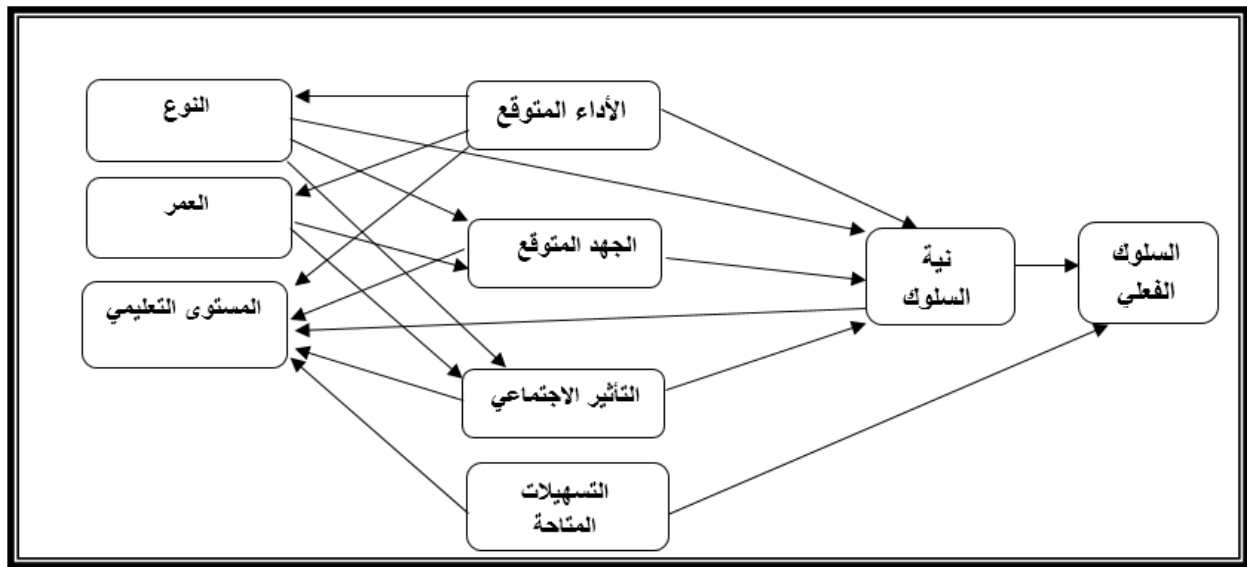 النوع
العمر
المستوى التعليمي
الأداء المتوقع
الجهد المتوقع
التأثير الاجتماعي
التسهيلات
المتاحة
نية
السلوك
السلوك
الفعلي